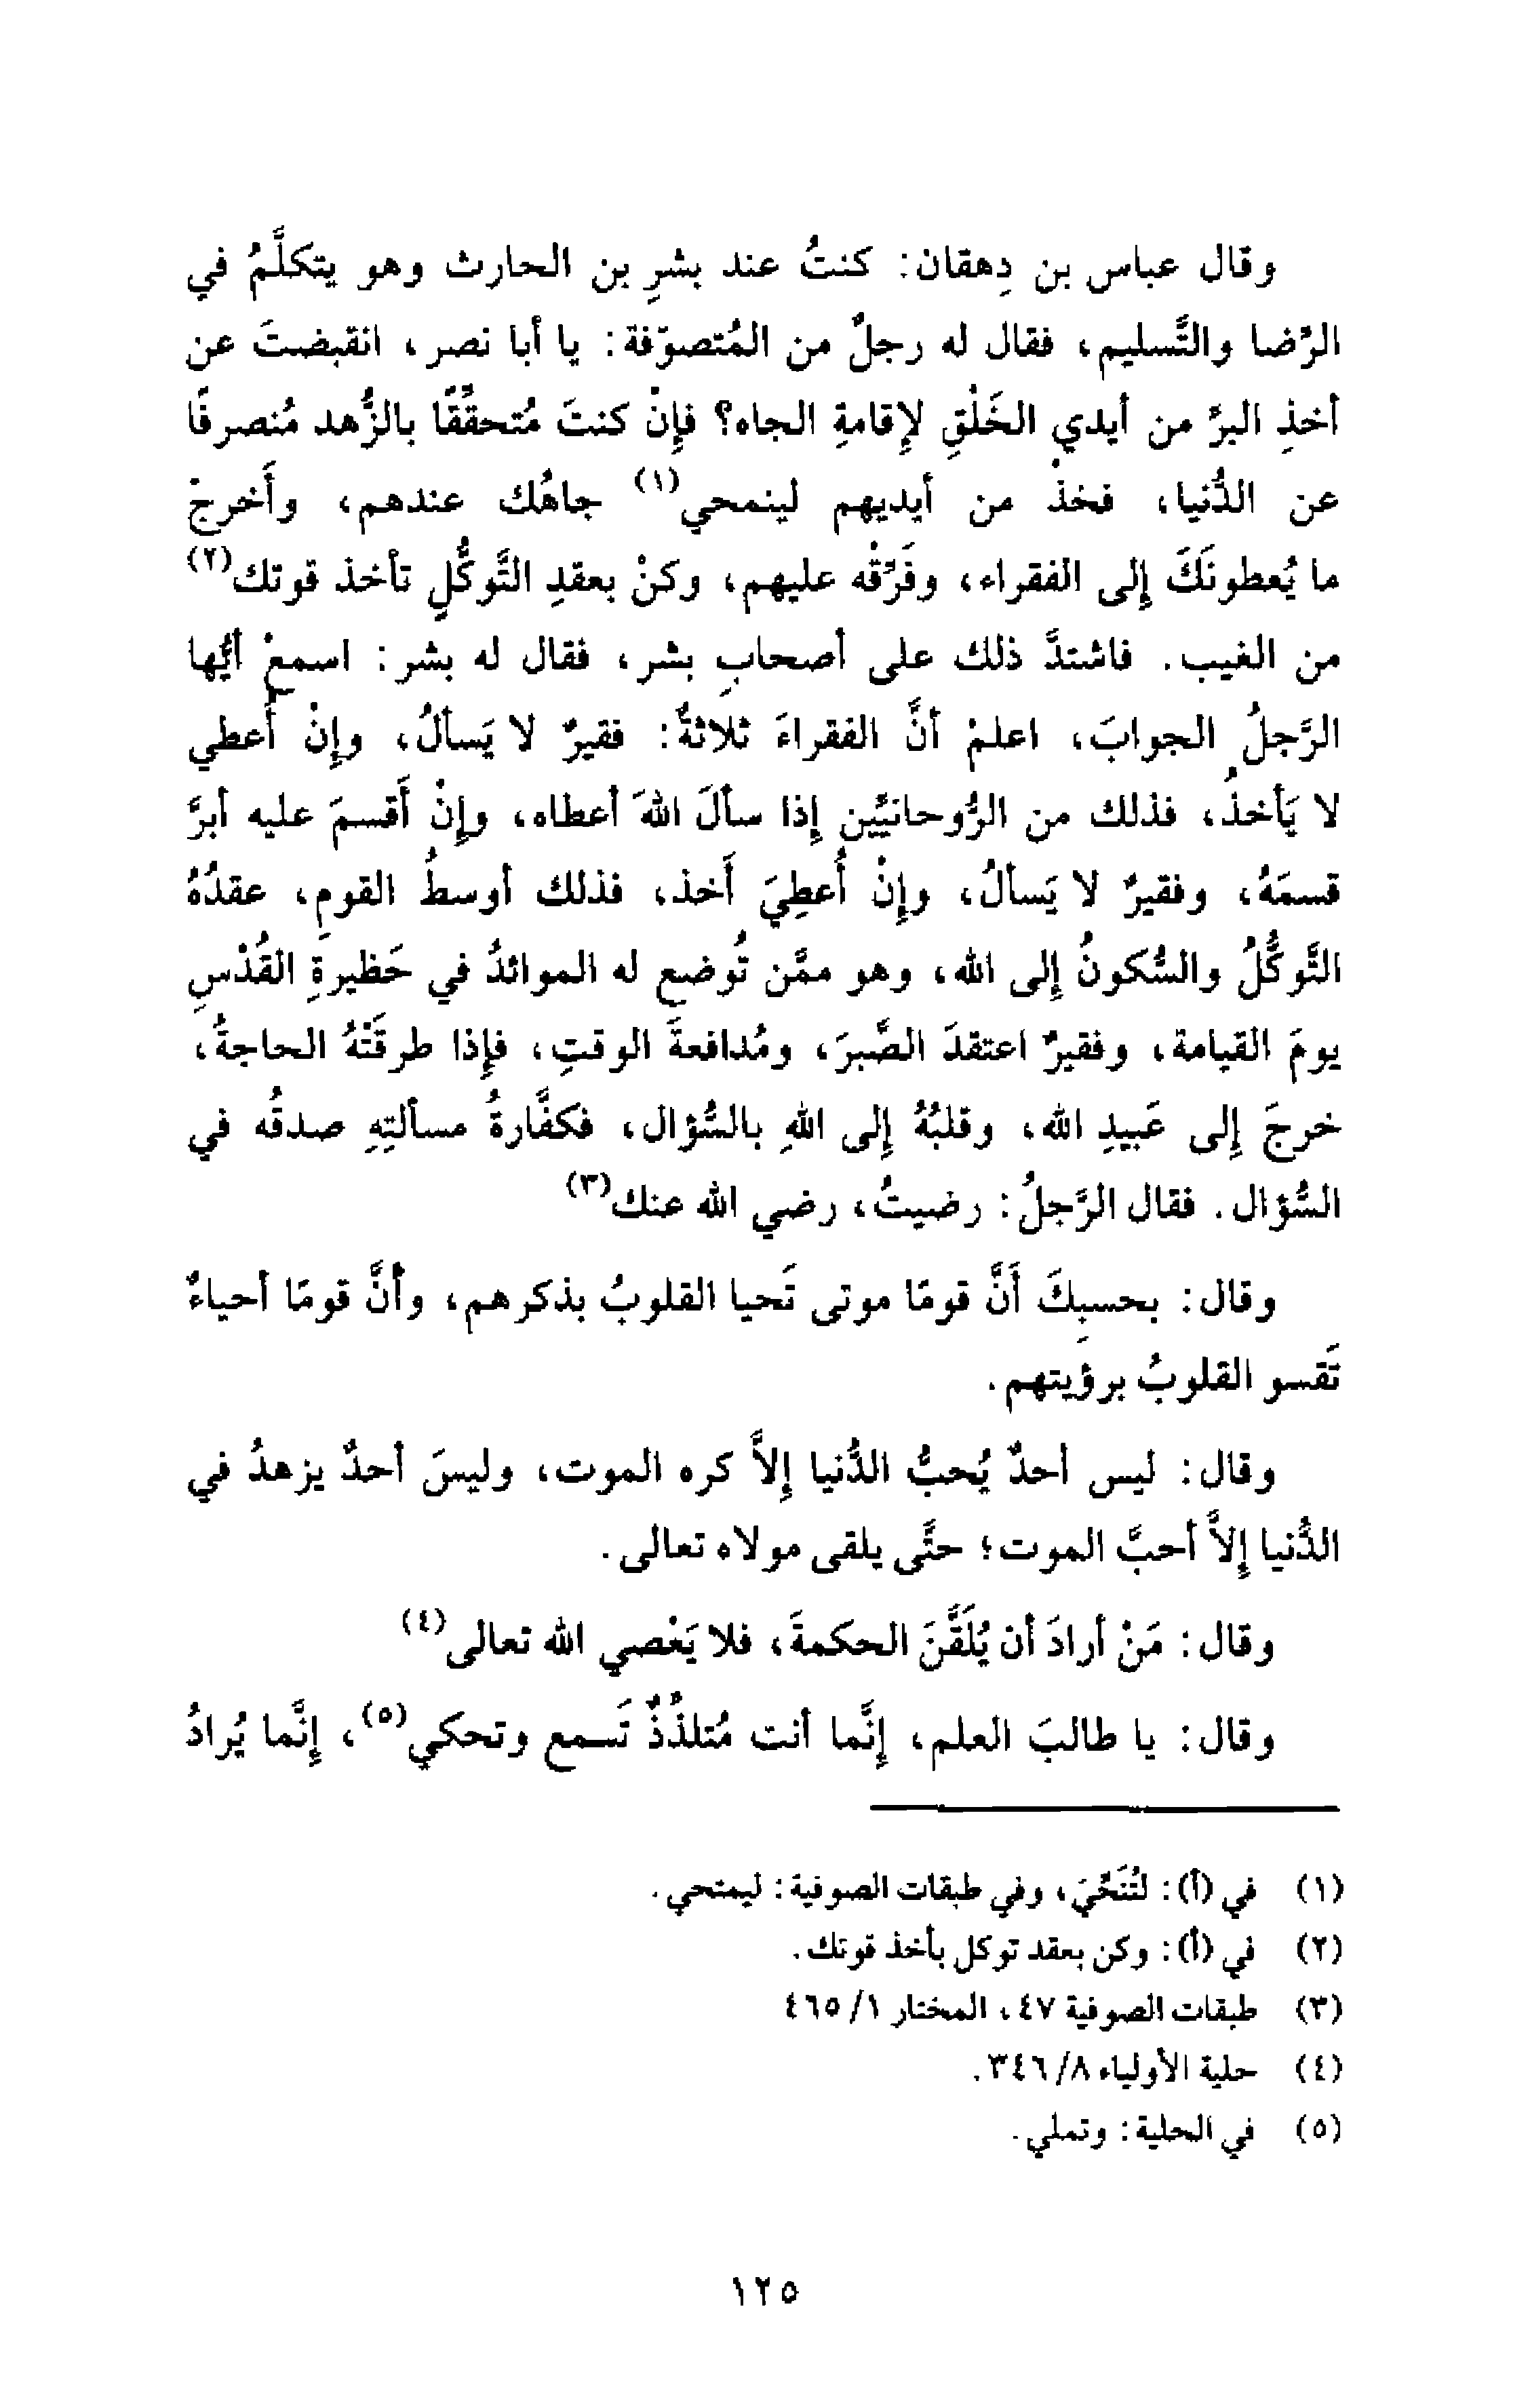 وقال عباس بن دِهقان: كنتُ عند بشرِ بن الحارث وهو يتكلَّمُ في
الرِّضا والتَّسليم، فقال له رجلٌ من المُتصوِّفة: يا أبا نصر، انقبضتَ عن
أخذِ البرِّ من أيدي الخَلْقِ لإقامةِ الجاه؟ فإنْ كنتَ مُتحقِّقًا بالزُّهد مُنصرفًا
عن الدُّنيا، فخذْ من أيديهم لينمحي(١) جاهُك عندهم، وأَخرجْ
ما يُعطونَكَ إلى الفقراء، وفَرِّقْه عليهم، وكنْ بعقدِ التَّوكُّلِ تأخذ قوتك(٢)
من الغيب. فاشتدَّ ذلك على أصحابِ بشر، فقال له بشر: اسمعْ أيُّها
الرَّجلُ الجوابَ، اعلمْ أنَّ الفقراءَ ثلاثةٌ: فقيرٌ لا يَسألُ، وإنْ أُعطي
لا يَأخذُ، فذلك من الرُّوحانيِّين إذا سألَ اللهَ أعطاه، وإنْ أَقسمَ عليه أبرَّ
قسمَهُ، وفقيرٌ لا يَسألُ، وإنْ أُعطِيَ أَخذ، فذلك أوسطُ القومِ، عقدُهُ
التَّوكُّلُ والسُّكونُ إلى الله، وهو ممَّن تُوضع له الموائدُ في حَظيرةِ القُدْسِ
يومَ القيامة، وفقيرٌ اعتقدَ الصَّبرَ، ومُدافعةَ الوقتِ، فإذا طرقَتْهُ الحاجةُ،
خرجَ إلى عَبيدِ الله، وقلبُهُ إلى اللهِ بالسُّؤال، فكفَّارةُ مسألتِهِ صدقُه في
السُّؤال. فقال الرَّجلُ: رضيتُ، رضي الله عنك(٣)
وقال: بحسبِكَ أَنَّ قومًا موتى تَحيا القلوبُ بذكرهم، وأنَّ قومًا أحياءٌ
تَقسو القلوبُ برؤيتهم.
وقال: ليس أحدٌ يُحبُّ الدُّنيا إلاَّ كره الموت، وليسَ أحدٌ يزهدُ في
الدُّنيا إلاَّ أحبَّ الموت؛ حتَّى يلقى مولاه تعالى.
وقال: مَنْ أرادَ أن يُلَقَّنَ الحكمةَ، فلا يَعْصي الله تعالى(٤)
وقال: يا طالبَ العلم، إنَّما أنت مُتلذِّذٌ تَسمع وتحكي(٥)، إنَّما يُرادُ
(١) في (أ): لتُنَحِّيَ، وفي طبقات الصوفية: ليمتحي.
(٢) في (أ): وكن بعقد توكل بأخذ قوتك.
(٣) طبقات الصوفية ٤٧، المختار ١/ ٤٦٥
(٤) حلية الأولياء ٨/ ٣٤٦.
(٥) في الحلية: وتملي.
١٢٥